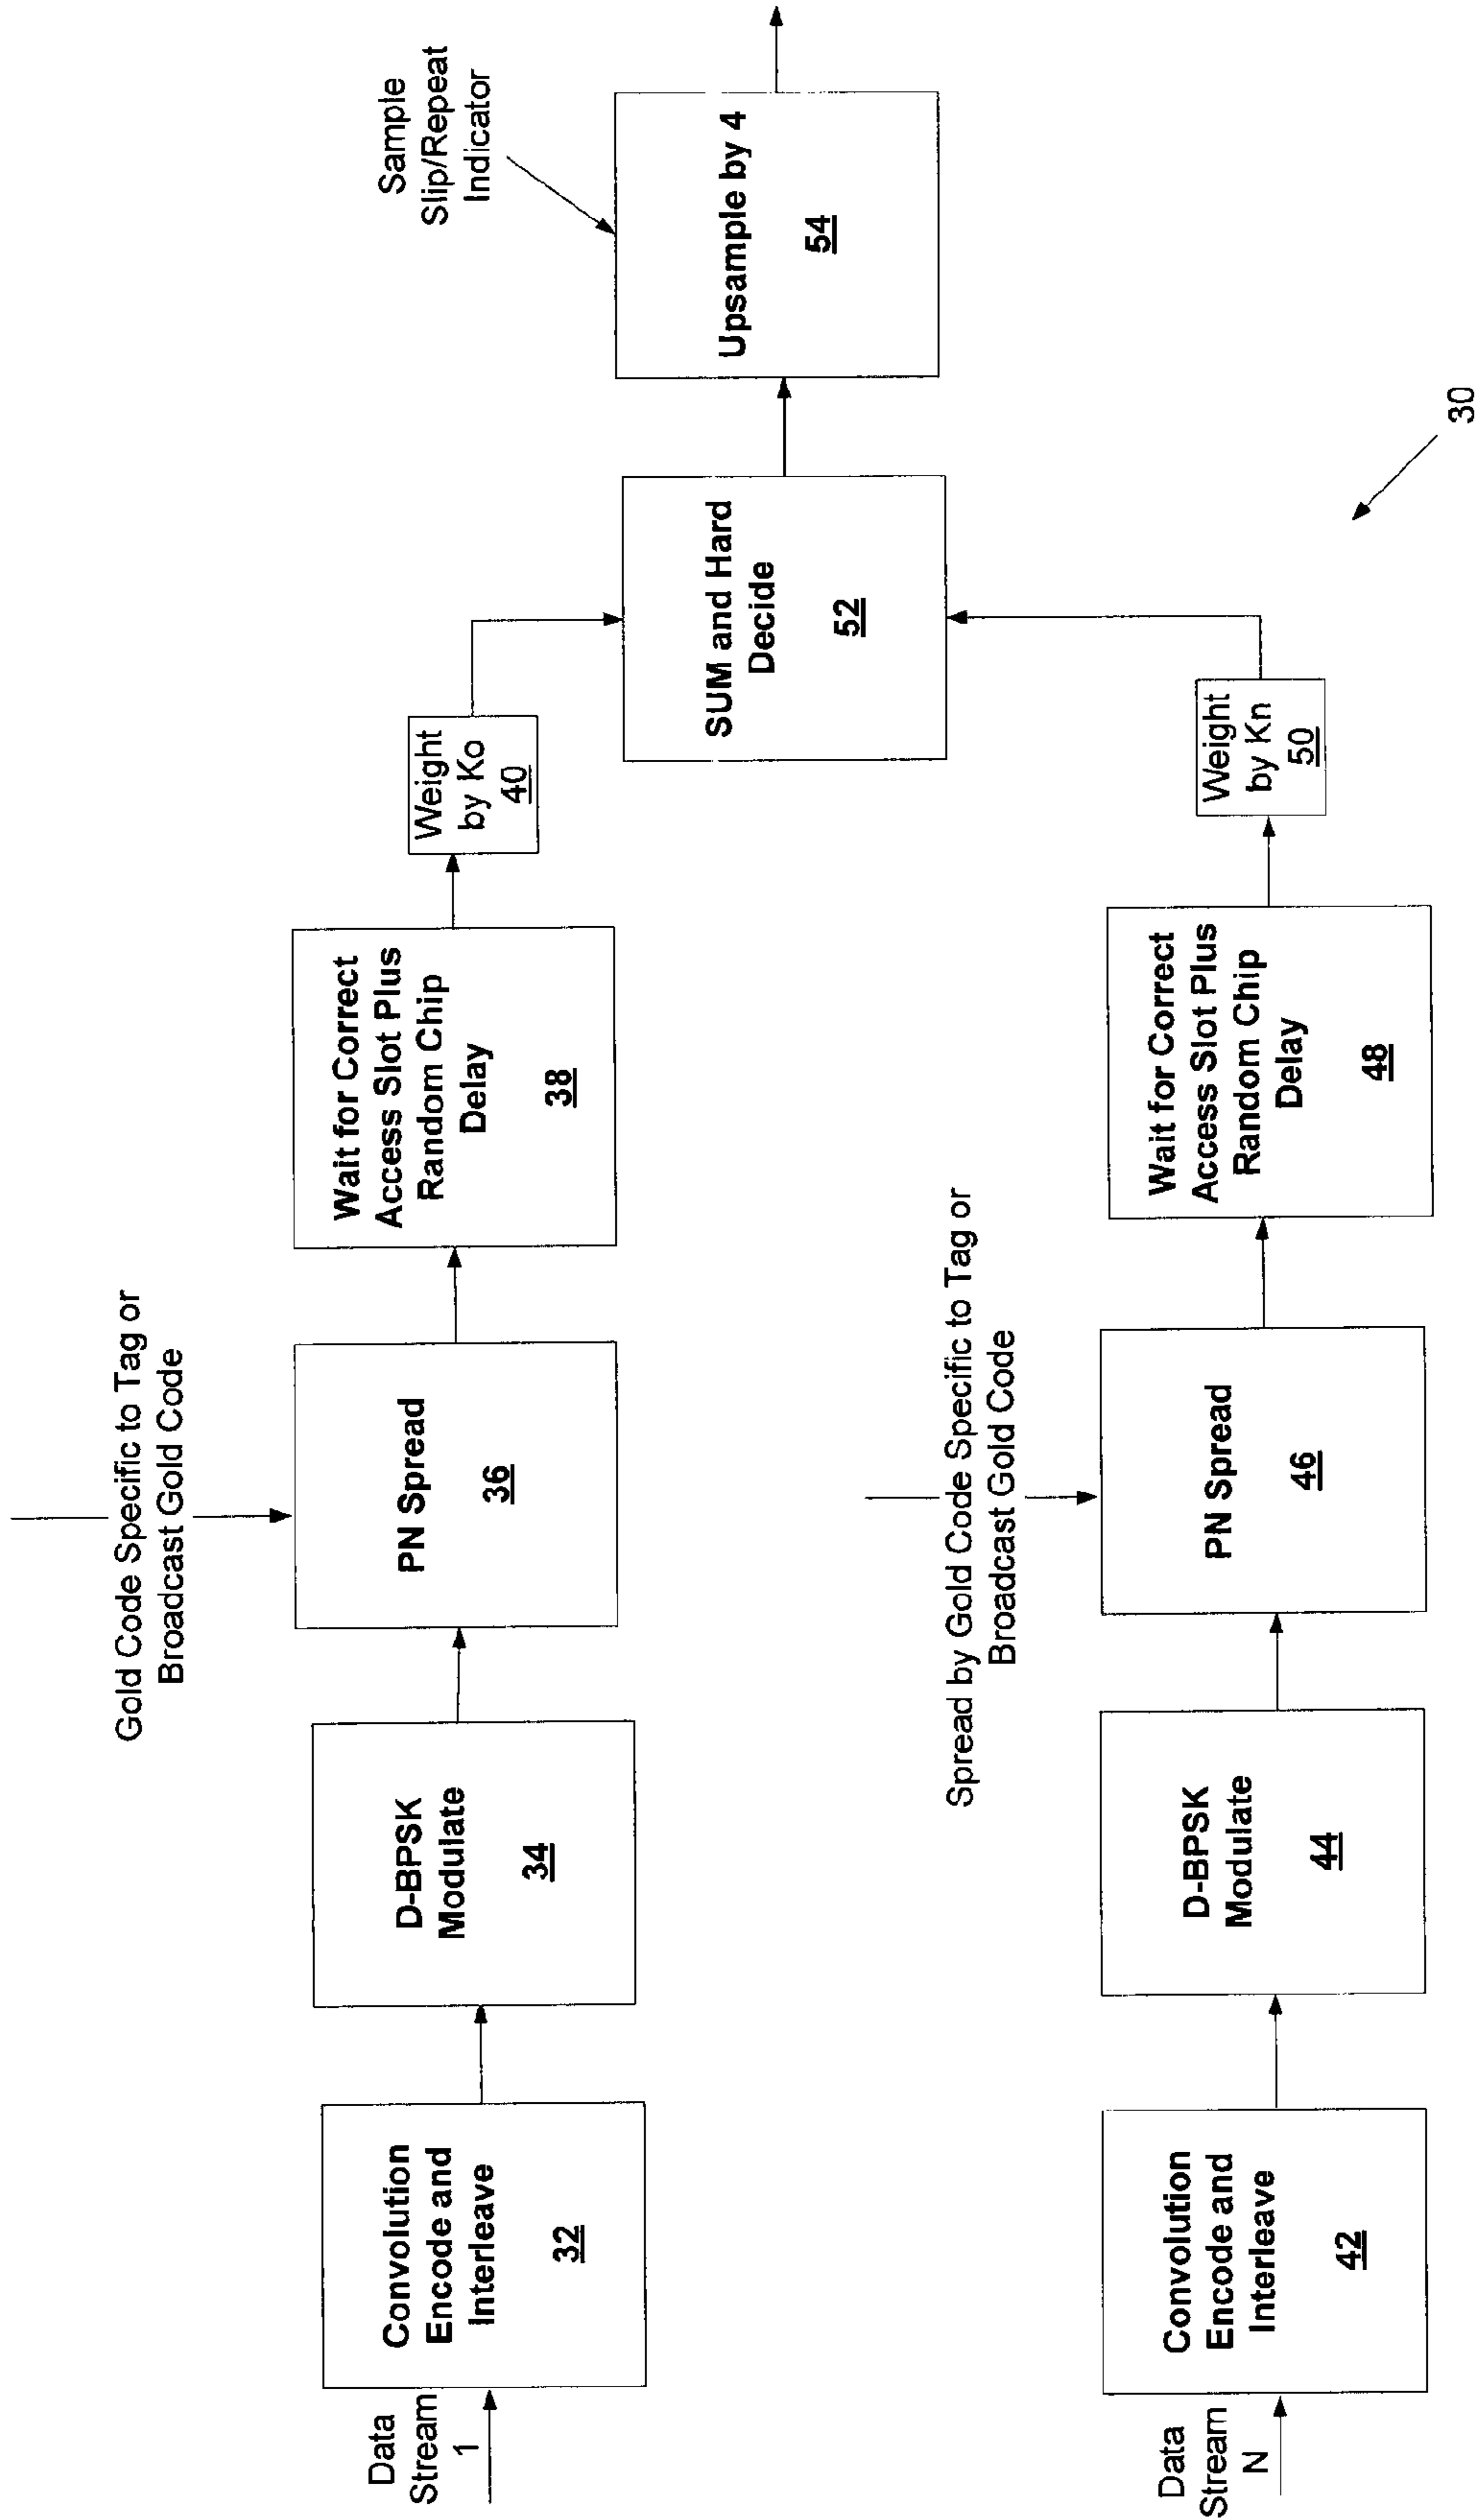 Data
Stream
1
Convolution
Encode and
Interleave
32
D-BPSK
Modulate
34
Gold Code Specific to Tag or
Broadcast Gold Code
PN Spread
36
Wait for Correct
Access Slot Plus
Random Chip
Delay
38
Weight
by Ko
40
SUM and Hard
Decide
52
Sample
Slip/Repeat
Indicator
Upsample by 4
54
Data
Stream
N
Convolution
Encode and
Interleave
42
D-BPSK
Modulate
44
Spread by Gold Code Specific to Tag or
Broadcast Gold Code
PN Spread
46
Wait for Correct
Access Slot Plus
Random Chip
Delay
48
Weight
by Kn
50
30